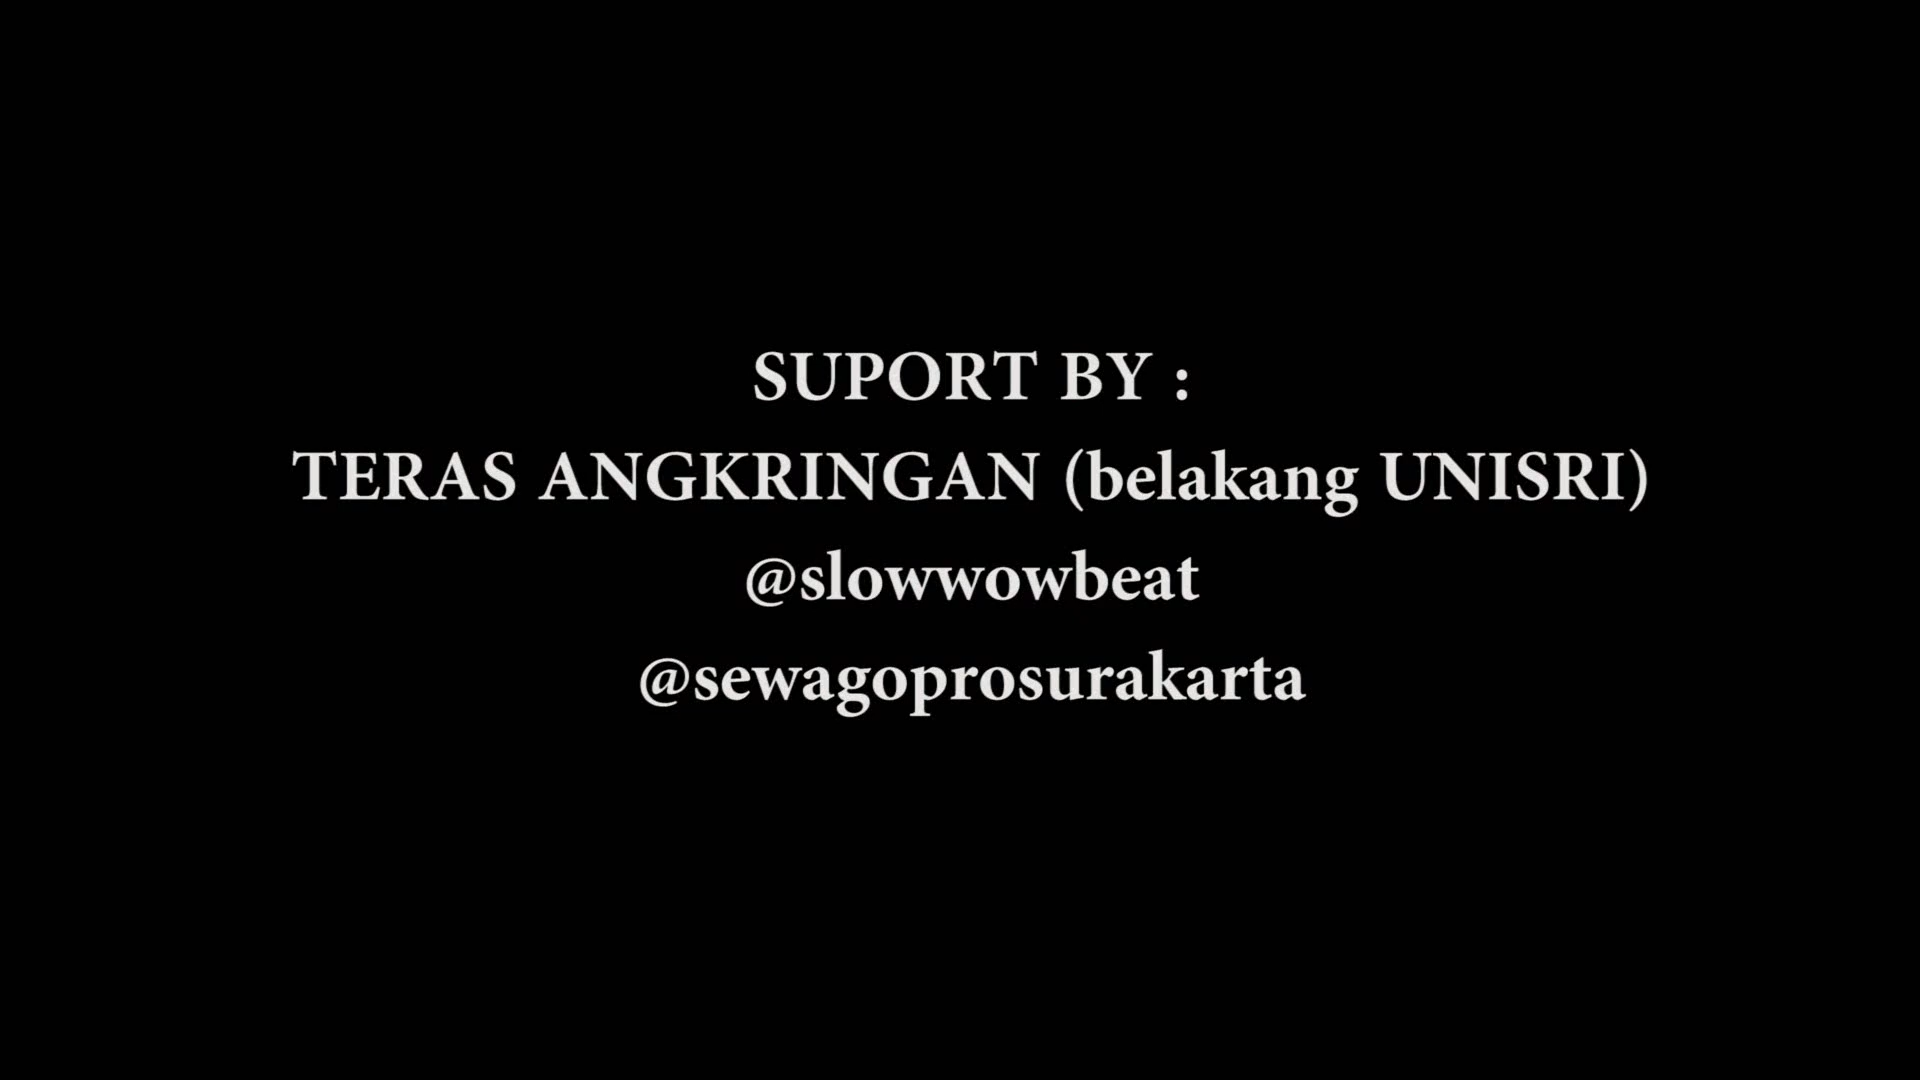 SUPORT BY :
TERAS ANGKRINGAN (belakang UNISRI)
@slowwowbeat
@sewagoprosurakarta